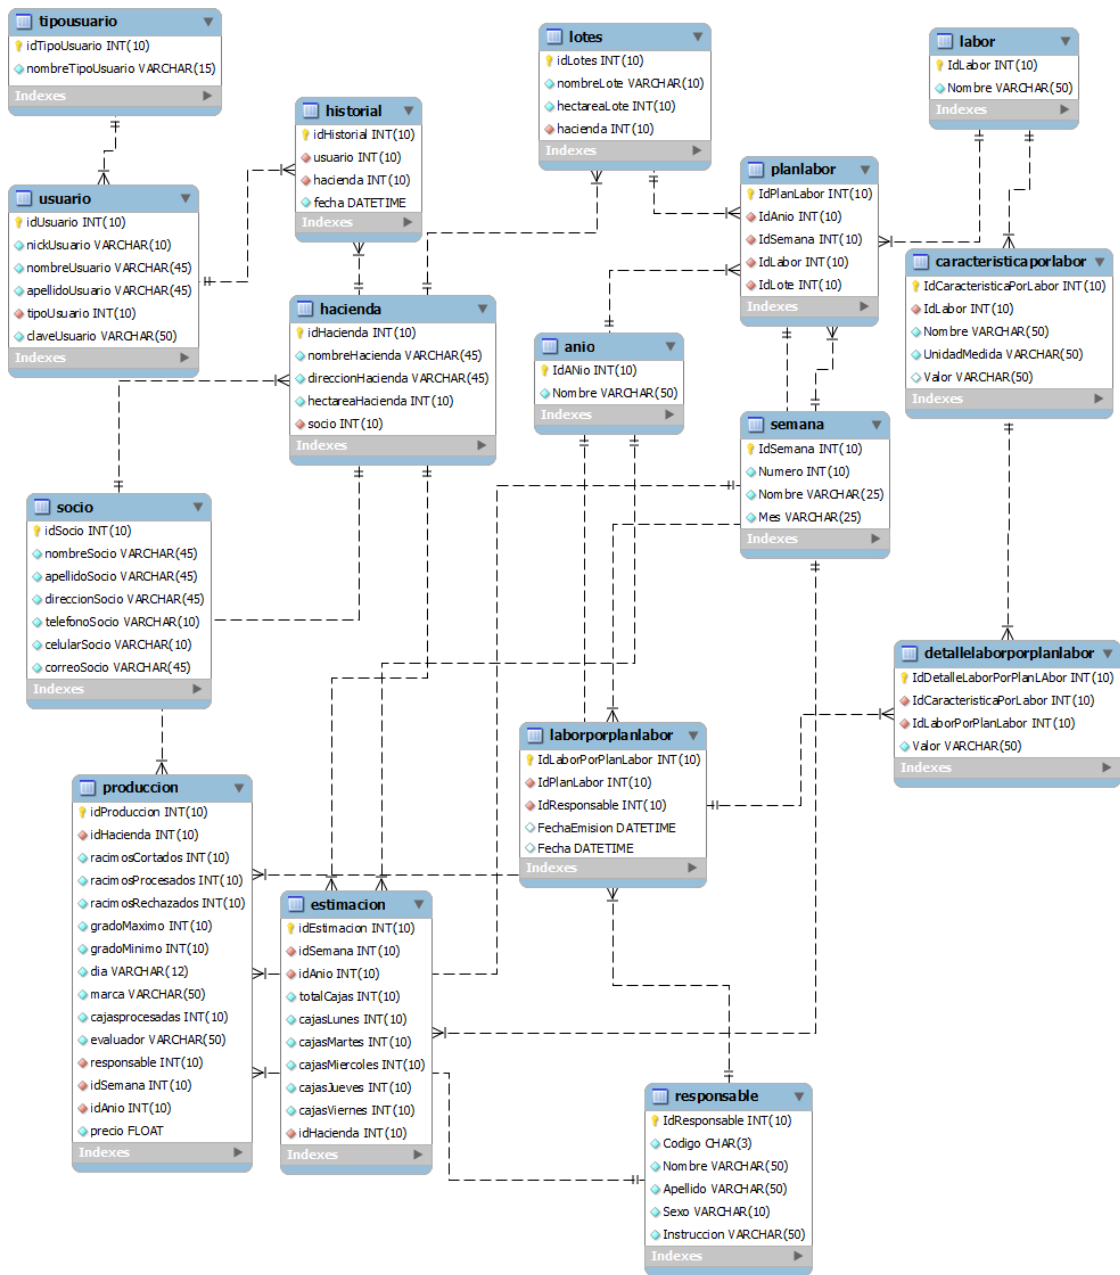 tipousuario
idTipoUsuario INT(10)
nombreTipoUsuario VARCHAR(15)
Indexes
usuario
idUsuario INT(10)
nickUsuario VARCHAR(10)
nombreUsuario VARCHAR(45)
apellidoUsuario VARCHAR(45)
tipoUsuario INT(10)
claveUsuario VARCHAR(50)
Indexes
historial
idHistorial INT(10)
usuario INT(10)
hacienda INT(10)
fecha DATETIME
Indexes
lotes
idLotes INT(10)
nombreLote VARCHAR(10)
hectareaLote INT(10)
hacienda INT(10)
Indexes
labor
IdLabor INT(10)
Nombre VARCHAR(50)
Indexes
planlabor
IdPlanLabor INT(10)
IdAnio INT(10)
IdSemana INT(10)
IdLabor INT(10)
IdLote INT(10)
Indexes
caracteristicaporlabor
IdCaracteristicaPorLabor INT(10)
IdLabor INT(10)
Nombre VARCHAR(50)
UnidadMedida VARCHAR(50)
Valor VARCHAR(50)
Indexes
hacienda
idHacienda INT(10)
nombreHacienda VARCHAR(45)
direccionHacienda VARCHAR(45)
hectareaHacienda INT(10)
socio INT(10)
Indexes
anio
IdANio INT(10)
Nombre VARCHAR(50)
Indexes
semana
IdSemana INT(10)
Numero INT(10)
Nombre VARCHAR(25)
Mes VARCHAR(25)
Indexes
socio
idSocio INT(10)
nombreSocio VARCHAR(45)
apellidoSocio VARCHAR(45)
direccionSocio VARCHAR(45)
telefonoSocio VARCHAR(10)
celularSocio VARCHAR(10)
correoSocio VARCHAR(45)
Indexes
detallelaborporplanlabor
IdDetalleLaborPorPlanLAbor INT(10)
IdCaracteristicaPorLabor INT(10)
IdLaborPorPlanLabor INT(10)
Valor VARCHAR(50)
Indexes
laborporplanlabor
IdLaborPorPlanLabor INT(10)
IdPlanLabor INT(10)
IdResponsable INT(10)
FechaEmision DATETIME
Fecha DATETIME
Indexes
produccion
idProduccion INT(10)
idHacienda INT(10)
racimosCortados INT(10)
racimosProcesados INT(10)
racimosRechazados INT(10)
gradoMaximo INT(10)
gradoMinimo INT(10)
dia VARCHAR(12)
marca VARCHAR(50)
cajasprocesadas INT(10)
evaluador VARCHAR(50)
responsable INT(10)
idSemana INT(10)
idAnio INT(10)
precio FLOAT
Indexes
estimacion
idEstimacion INT(10)
idSemana INT(10)
idAnio INT(10)
totalCajas INT(10)
cajasLunes INT(10)
cajasMartes INT(10)
cajasMiercoles INT(10)
cajasJueves INT(10)
cajasViernes INT(10)
idHacienda INT(10)
Indexes
responsable
IdResponsable INT(10)
Codigo CHAR(3)
Nombre VARCHAR(50)
Apellido VARCHAR(50)
Sexo VARCHAR(10)
Instruccion VARCHAR(50)
Indexes